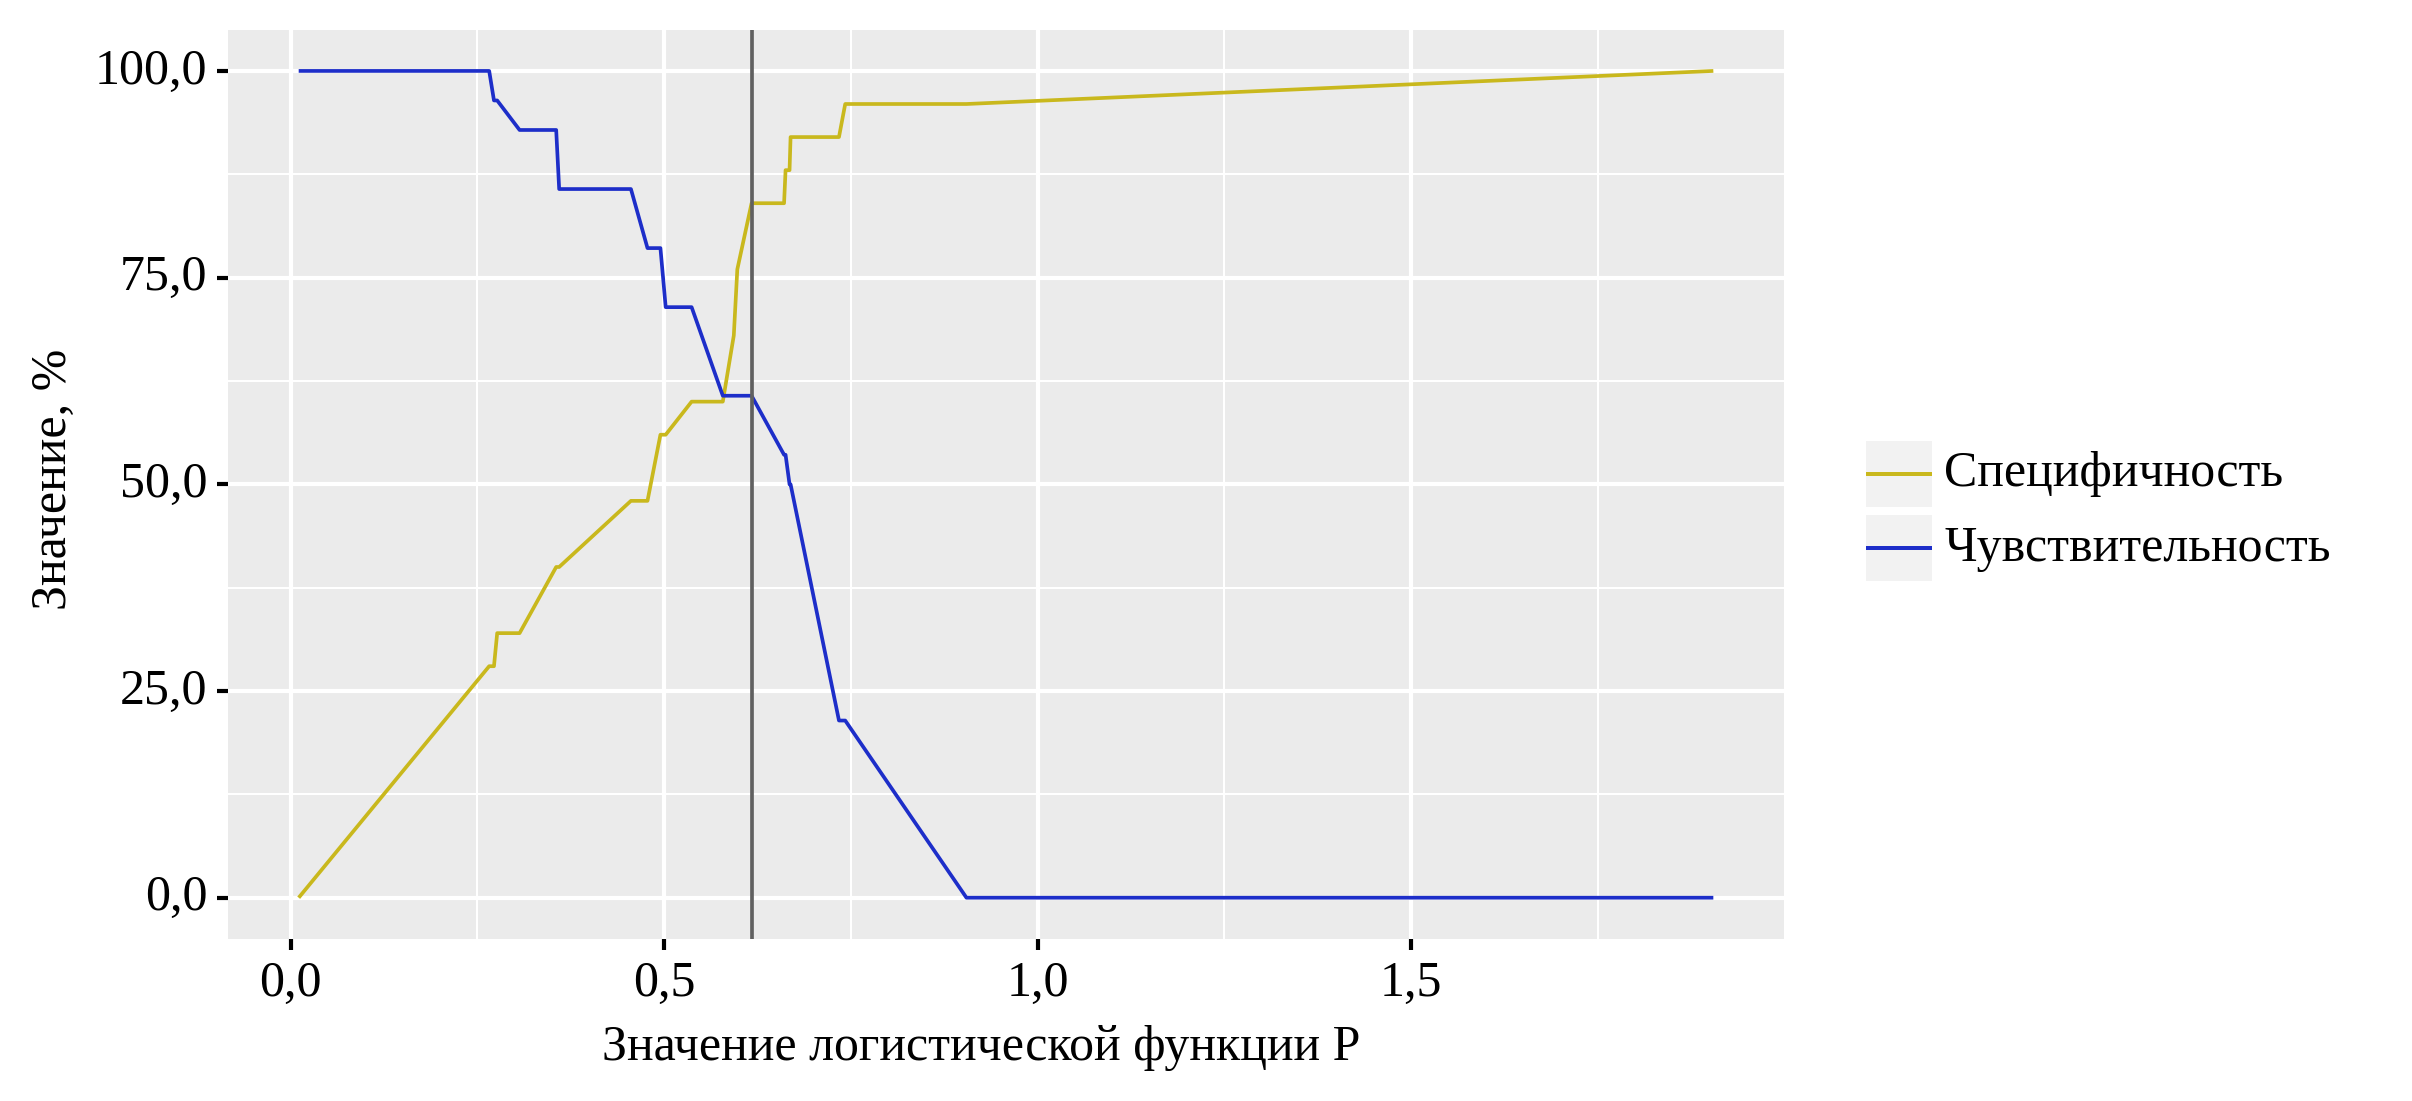 100,0
75,0
50,0
25,0
0,0
Значение, %
0,0
0,5
1,0
1,5
Значение логистической функции P
Специфичность
Чувствительность